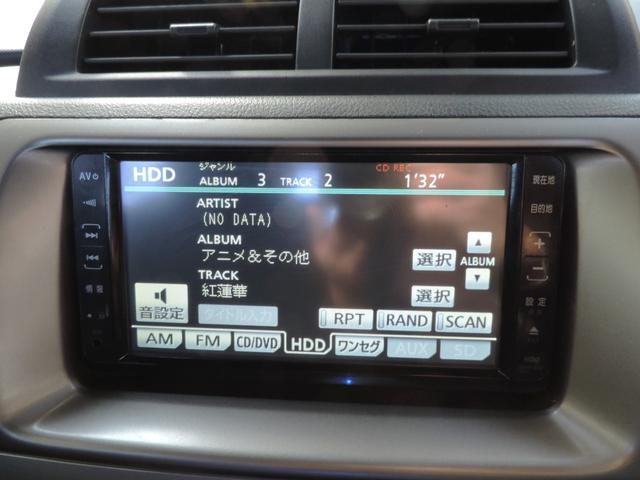 ジャンル CD REC
HDD ALBUM 3 TRACK 2 1'32"
ARTIST
(NO DATA)
ALBUM
アニメ&その他 選択 ALBUM
TRACK
紅蓮華 選択
音設定 タイトル入力 RPT RAND SCAN
AM FM CD/DVD HDD ワンセグ AUX SD
AV
情報
現在地
目的地
+
−
設定